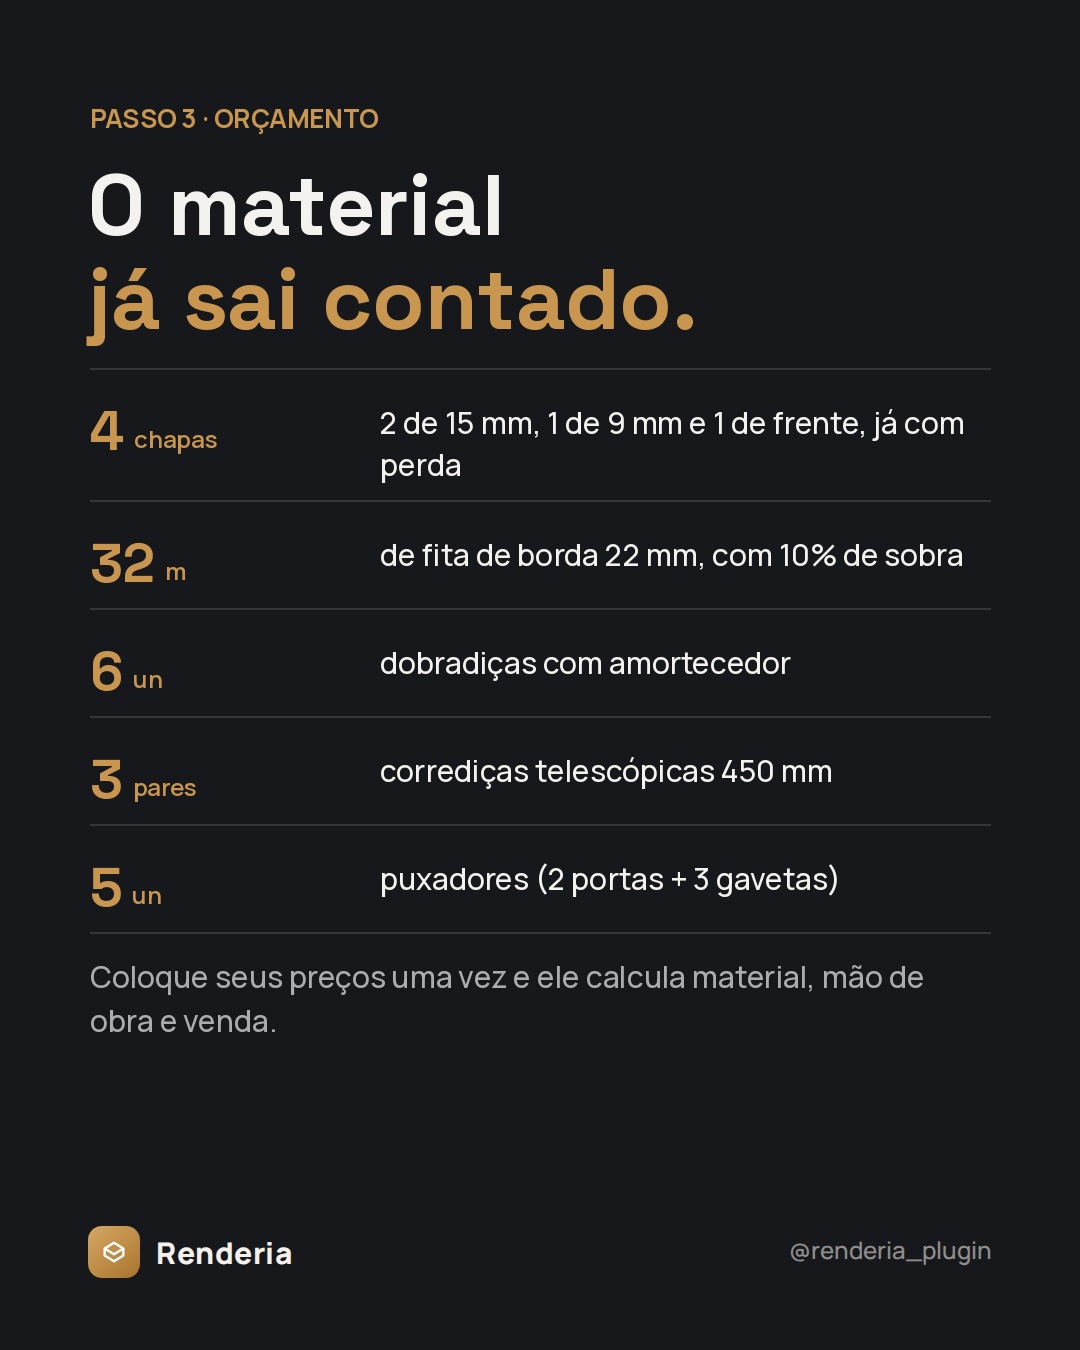 PASSO 3 · ORÇAMENTO
O material
já sai contado.
4 chapas
2 de 15 mm, 1 de 9 mm e 1 de frente, já com
perda
32 m
de fita de borda 22 mm, com 10% de sobra
6 un
dobradiças com amortecedor
3 pares
corrediças telescópicas 450 mm
5 un
puxadores (2 portas + 3 gavetas)
Coloque seus preços uma vez e ele calcula material, mão de
obra e venda.
Renderia
@renderia_plugin